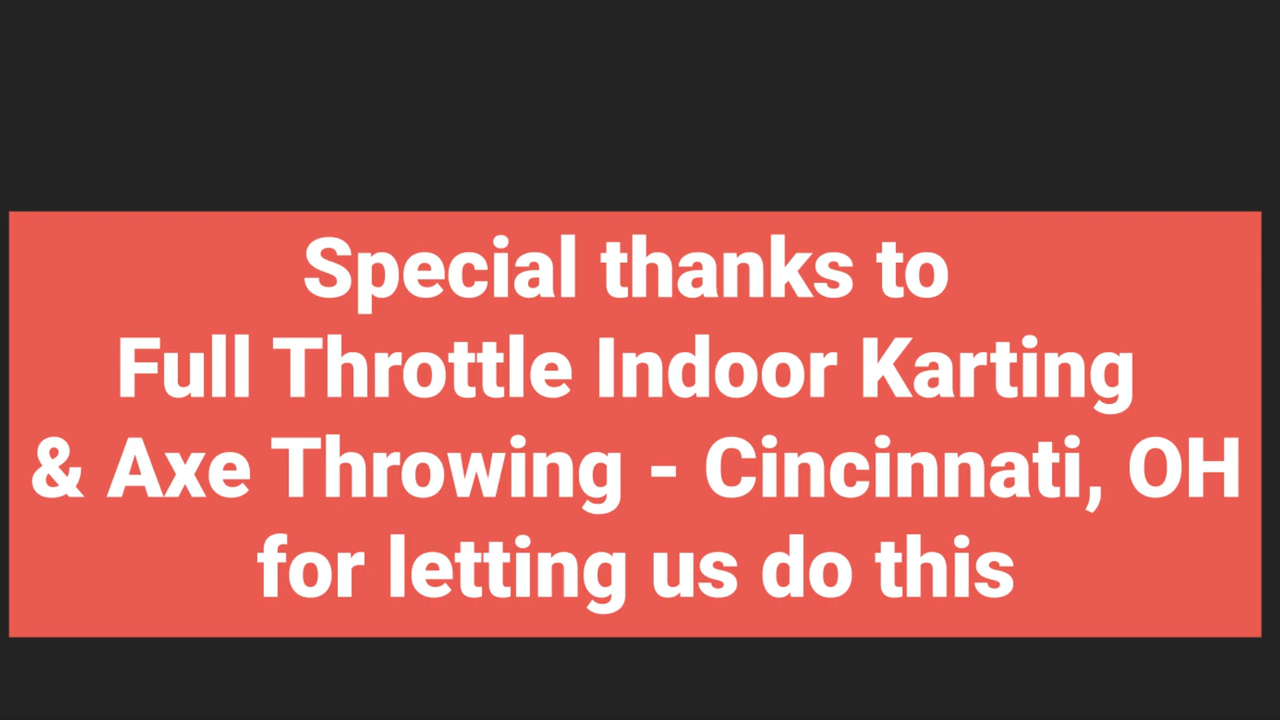 Special thanks to
Full Throttle Indoor Karting
& Axe Throwing - Cincinnati, OH
for letting us do this